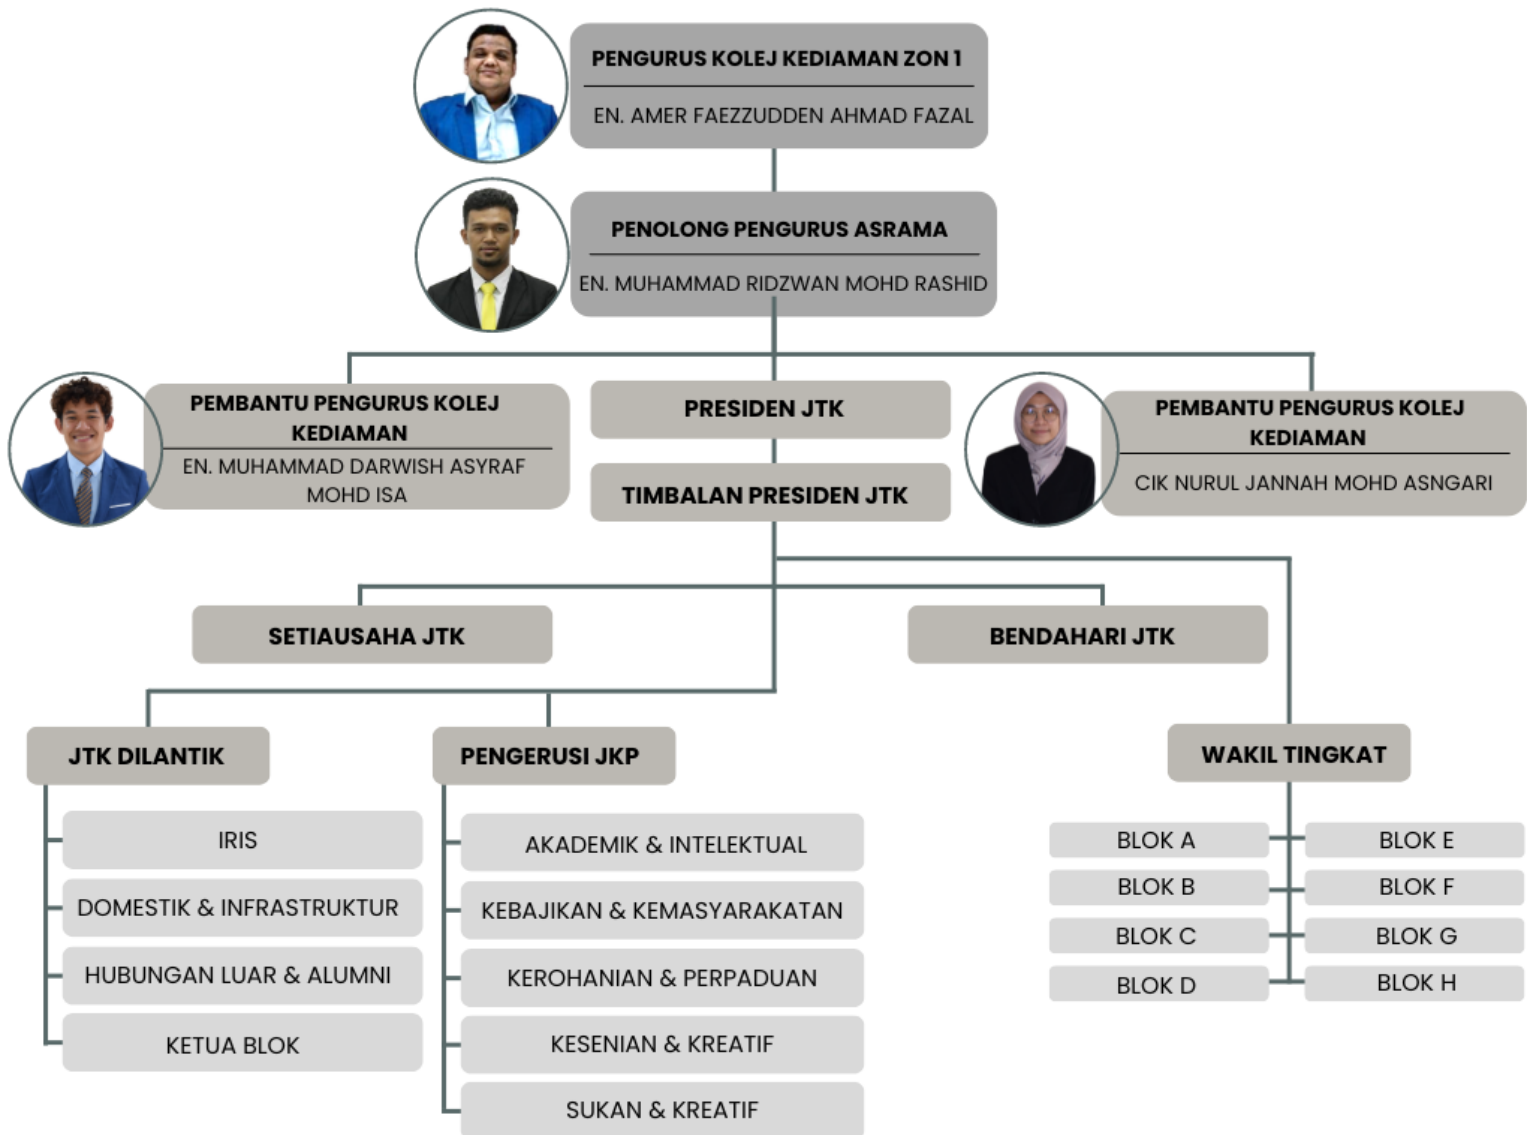 PENGURUS KOLEJ KEDIAMAN ZON 1
EN. AMER FAEZZUDDEN AHMAD FAZAL
PENOLONG PENGURUS ASRAMA
EN. MUHAMMAD RIDZWAN MOHD RASHID
PEMBANTU PENGURUS KOLEJ
KEDIAMAN
EN. MUHAMMAD DARWISH ASYRAF
MOHD ISA
PRESIDEN JTK
TIMBALAN PRESIDEN JTK
PEMBANTU PENGURUS KOLEJ
KEDIAMAN
CIK NURUL JANNAH MOHD ASNGARI
SETIAUSAHA JTK
BENDAHARI JTK
JTK DILANTIK
IRIS
DOMESTIK & INFRASTRUKTUR
HUBUNGAN LUAR & ALUMNI
KETUA BLOK
PENGERUSI JKP
AKADEMIK & INTELEKTUAL
KEBAJIKAN & KEMASYARAKATAN
KEROHANIAN & PERPADUAN
KESENIAN & KREATIF
SUKAN & KREATIF
WAKIL TINGKAT
BLOK A
BLOK B
BLOK C
BLOK D
BLOK E
BLOK F
BLOK G
BLOK H